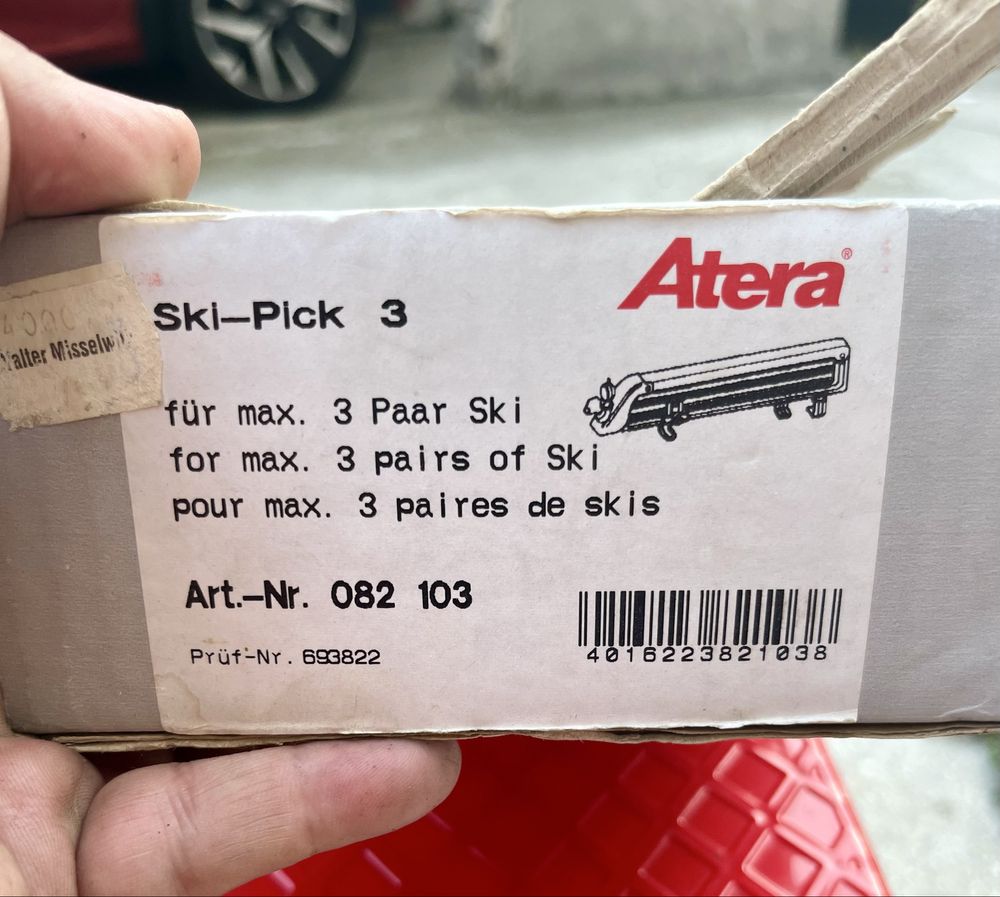 Atera®
Ski-Pick 3
für max. 3 Paar Ski
for max. 3 pairs of Ski
pour max. 3 paires de skis
Art.-Nr. 082 103
Prüf-Nr. 693822
4016223821038